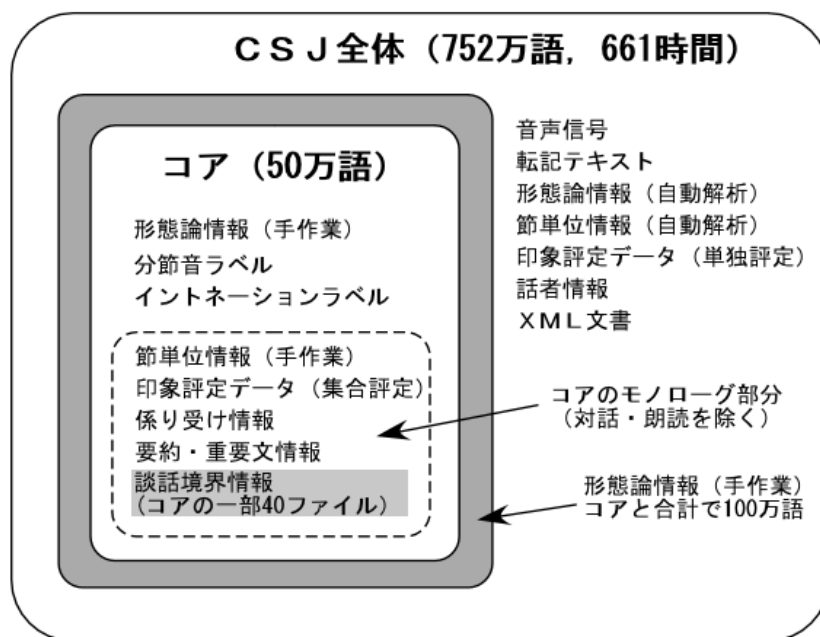 ＣＳＪ全体（752万語，661時間）
音声信号
転記テキスト
形態論情報（自動解析）
節単位情報（自動解析）
印象評定データ（単独評定）
話者情報
ＸＭＬ文書
コア（50万語）
形態論情報（手作業）
分節音ラベル
イントネーションラベル
節単位情報（手作業）
印象評定データ（集合評定）
係り受け情報
要約・重要文情報
談話境界情報
（コアの一部40ファイル）
コアのモノローグ部分
（対話・朗読を除く）
形態論情報（手作業）
コアと合計で100万語